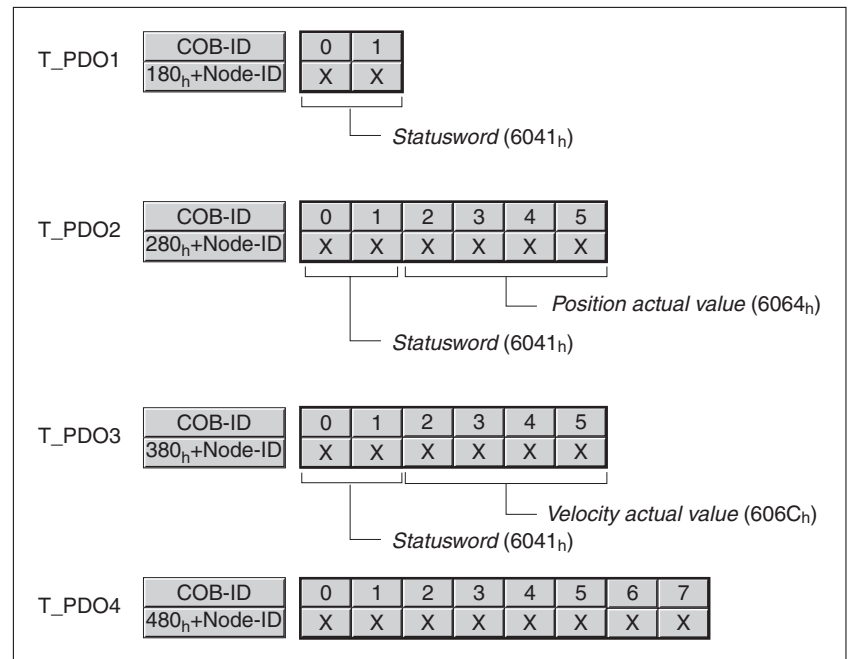 T_PDO1
COB-ID 0 1
180h+Node-ID X X
Statusword (6041h)
T_PDO2
COB-ID 0 1 2 3 4 5
280h+Node-ID X X X X X X
Position actual value (6064h)
Statusword (6041h)
T_PDO3
COB-ID 0 1 2 3 4 5
380h+Node-ID X X X X X X
Velocity actual value (606Ch)
Statusword (6041h)
T_PDO4
COB-ID 0 1 2 3 4 5 6 7
480h+Node-ID X X X X X X X X